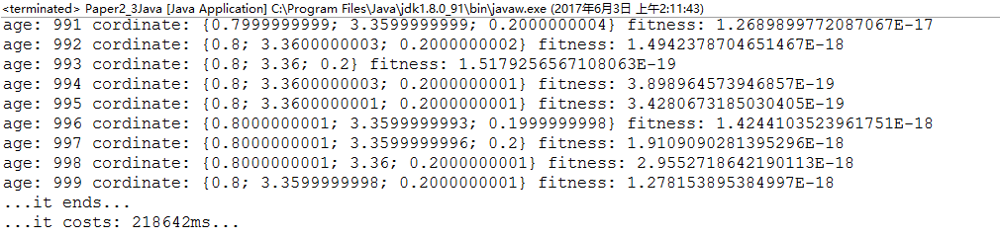 <terminated> Paper2_3Java [Java Application] C:\Program Files\Java\jdk1.8.0_91\bin\javaw.exe (2017年6月3日 上午2:11:43)
age: 991 cordinate: {0.7999999999; 3.3599999999; 0.2000000004} fitness: 1.2689899772087067E-17
age: 992 cordinate: {0.8; 3.3600000003; 0.2000000002} fitness: 1.4942378704651467E-18
age: 993 cordinate: {0.8; 3.36; 0.2} fitness: 1.5179256567108063E-19
age: 994 cordinate: {0.8; 3.3600000003; 0.2000000001} fitness: 3.898964573946857E-19
age: 995 cordinate: {0.8; 3.3600000001; 0.2000000001} fitness: 3.4280673185030405E-19
age: 996 cordinate: {0.8000000001; 3.3599999993; 0.1999999998} fitness: 1.4244103523961751E-18
age: 997 cordinate: {0.8000000001; 3.3599999996; 0.2} fitness: 1.9109090281395296E-18
age: 998 cordinate: {0.8000000001; 3.36; 0.2000000001} fitness: 2.9552718642190113E-18
age: 999 cordinate: {0.8; 3.3599999998; 0.2000000001} fitness: 1.278153895384997E-18
...it ends...
...it costs: 218642ms...